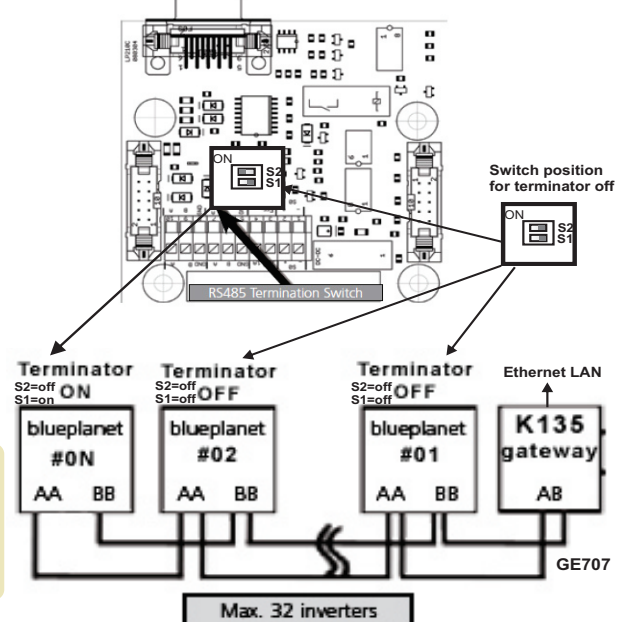 LP218C
ON
S2
S1
Switch position
for terminator off
ON
S2
S1
RS485 Termination Switch
Terminator
S2=off ON
S1=on
Terminator
S2=off
S1=off OFF
Terminator
S2=off
S1=off OFF
Ethernet LAN
blueplanet
#0N
AA BB
blueplanet
#02
AA BB
blueplanet
#01
AA BB
K135
gateway
AB
GE707
Max. 32 inverters